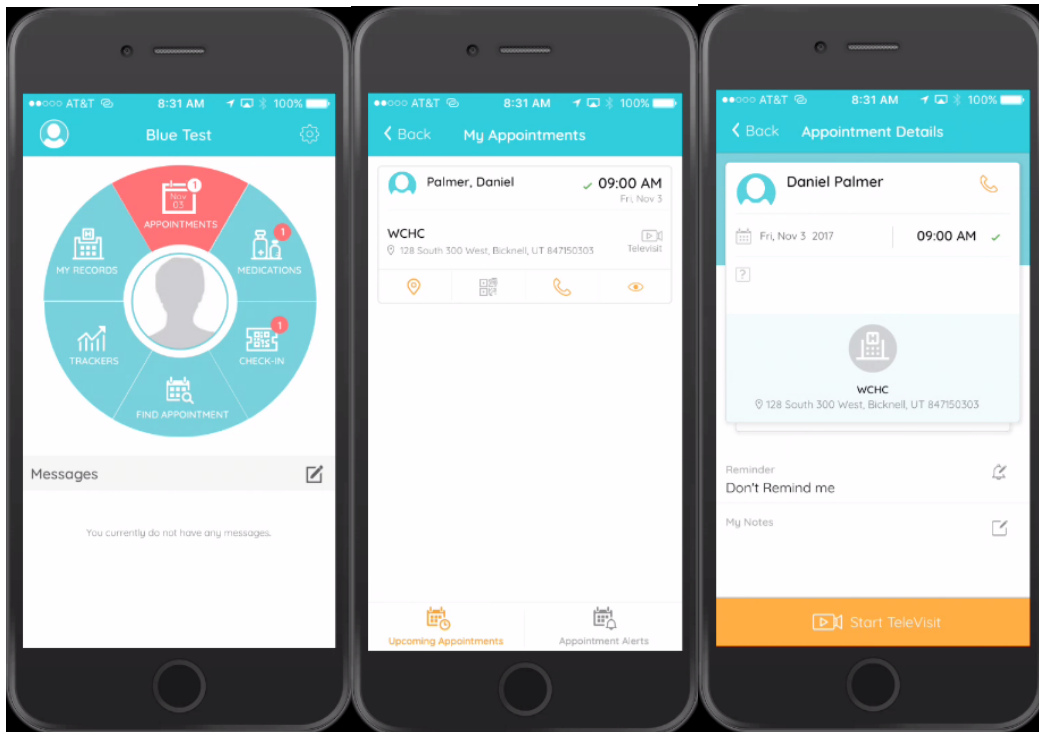 AT&T 8:31 AM 100%
Blue Test
1
Nov
03
APPOINTMENTS
MY RECORDS
1
MEDICATIONS
TRACKERS
1
CHECK-IN
FIND APPOINTMENT
Messages
You currently do not have any messages.
AT&T 8:31 AM 100%
Back My Appointments
Palmer, Daniel 09:00 AM
Fri, Nov 3
WCHC
128 South 300 West, Bicknell, UT 847150303 Televisit
Upcoming Appointments Appointment Alerts
AT&T 8:31 AM 100%
Back Appointment Details
Daniel Palmer
Fri, Nov 3 2017 09:00 AM
?
H
WCHC
128 South 300 West, Bicknell, UT 847150303
Reminder
Don't Remind me
My Notes
Start TeleVisit